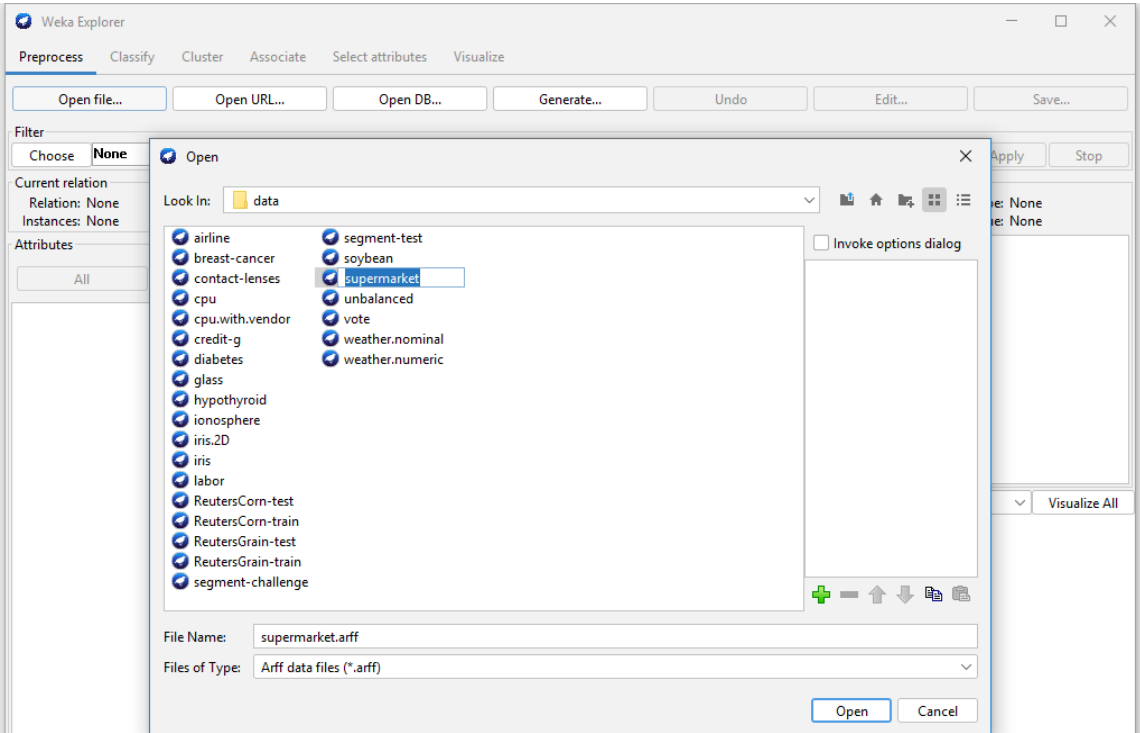 Weka Explorer
Preprocess Classify Cluster Associate Select attributes Visualize
Open file... Open URL... Open DB... Generate... Undo Edit... Save...
Filter
Choose None Apply Stop
Current relation
Relation: None
Instances: None
pe: None
ue: None
Attributes
All
Visualize All
Open
Look In: data
airline
breast-cancer
contact-lenses
cpu
cpu.with.vendor
credit-g
diabetes
glass
hypothyroid
ionosphere
iris.2D
iris
labor
ReutersCorn-test
ReutersCorn-train
ReutersGrain-test
ReutersGrain-train
segment-challenge
segment-test
soybean
supermarket
unbalanced
vote
weather.nominal
weather.numeric
Invoke options dialog
File Name: supermarket.arff
Files of Type: Arff data files (*.arff)
Open Cancel